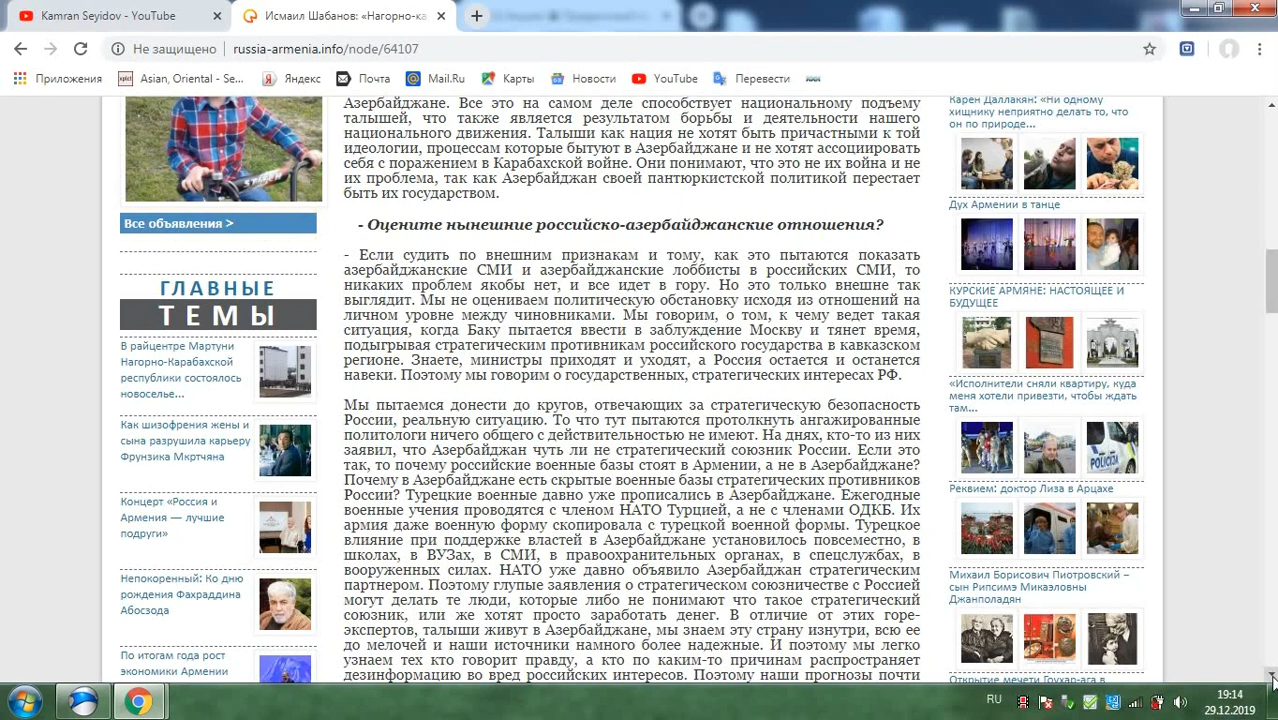 Kamran Seyidov - YouTube
Исмаил Шабанов: «Нагорно-ка
Не защищено
russia-armenia.info/node/64107
Приложения
Asian, Oriental - Se...
Яндекс
Почта
Mail.Ru
Карты
Новости
YouTube
Перевести
Все объявления >
ГЛАВНЫЕ
ТЕМЫ
В райцентре Мартуни
Нагорно-Карабахской
республики состоялось
новоселье...
Как шизофрения жены и
сына разрушила карьеру
Фрунзика Мкртчяна
Концерт «Россия и
Армения — лучшие
подруги»
Непокоренный: Ко дню
рождения Фахраддина
Абосзода
По итогам года рост
экономики Армении
Азербайджане. Все это на самом деле способствует национальному подъему
талышей, что также является результатом борьбы и деятельности нашего
национального движения. Талыши как нация не хотят быть причастными к той
идеологии, процессам которые бытуют в Азербайджане и не хотят ассоциировать
себя с поражением в Карабахской войне. Они понимают, что это не их война и не
их проблема, так как Азербайджан своей пантюркистской политикой перестает
быть их государством.
- Оцените нынешние российско-азербайджанские отношения?
- Если судить по внешним признакам и тому, как это пытаются показать
азербайджанские СМИ и азербайджанские лоббисты в российских СМИ, то
никаких проблем якобы нет, и все идет в гору. Но это только внешне так
выглядит. Мы не оцениваем политическую обстановку исходя из отношений на
личном уровне между чиновниками. Мы говорим, о том, к чему ведет такая
ситуация, когда Баку пытается ввести в заблуждение Москву и тянет время,
подыгрывая стратегическим противникам российского государства в кавказском
регионе. Знаете, министры приходят и уходят, а Россия остается и останется
навеки. Поэтому мы говорим о государственных, стратегических интересах РФ.
Мы пытаемся донести до кругов, отвечающих за стратегическую безопасность
России, реальную ситуацию. То что тут пытаются протолкнуть ангажированные
политологи ничего общего с действительностью не имеют. На днях, кто-то из них
заявил, что Азербайджан чуть ли не стратегический союзник России. Если это
так, то почему российские военные базы стоят в Армении, а не в Азербайджане?
Почему в Азербайджане есть скрытые военные базы стратегических противников
России? Турецкие военные давно уже прописались в Азербайджане. Ежегодно
военные учения проводятся с членом НАТО Турцией, а не с членами ОДКБ. Их
армия даже военную форму скопировала с турецкой военной формы. Турецкое
влияние при поддержке властей в Азербайджане установилось повсеместно, в
школах, в ВУЗах, в СМИ, в правоохранительных органах, в спецслужбах, в
вооруженных силах. НАТО уже давно объявило Азербайджан стратегическим
партнером. Поэтому глупые заявления о стратегическом союзничестве с Россией
могут делать те люди, которые либо не понимают что такое стратегический
союзник, или же хотят просто заработать денег. В отличие от этих горе-
экспертов, талыши живут в Азербайджане, мы знаем эту страну изнутри, всю ее
до мелочей и наши источники намного более надежные. И поэтому мы легко
узнаем тех кто говорит правду, а кто по каким-то причинам распространяет
дезинформацию во вред российских интересов. Поэтому наши прогнозы почти
Карен Даллакян: «Ни одному
хищнику неприятно делать то, что
он по природе...
Дух Армении в танце
КУРСКИЕ АРМЯНЕ: НАСТОЯЩЕЕ И
БУДУЩЕЕ
«Исполнители сняли квартиру, куда
меня хотели привезти, чтобы ждать
там...
POLICIA
Реквием: доктор Лиза в Арцахе
Михаил Борисович Пиотровский –
сын Рипсимэ Микаэловны
Джанполадян
Открытие мечети Гоухар-ага в
RU
19:14
29.12.2019